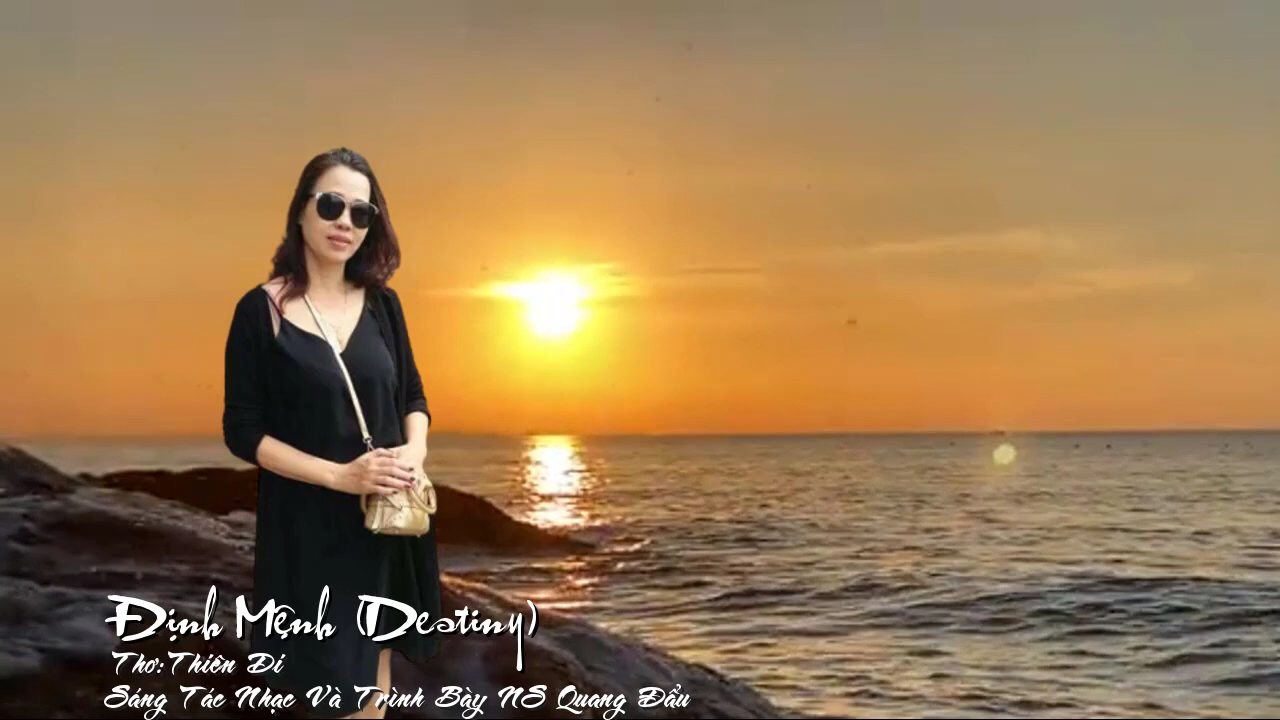 Định Mệnh (Destiny)
Thơ:Thiên Di
Sáng Tác Nhạc Và Trình Bày NS Quang Đẩu